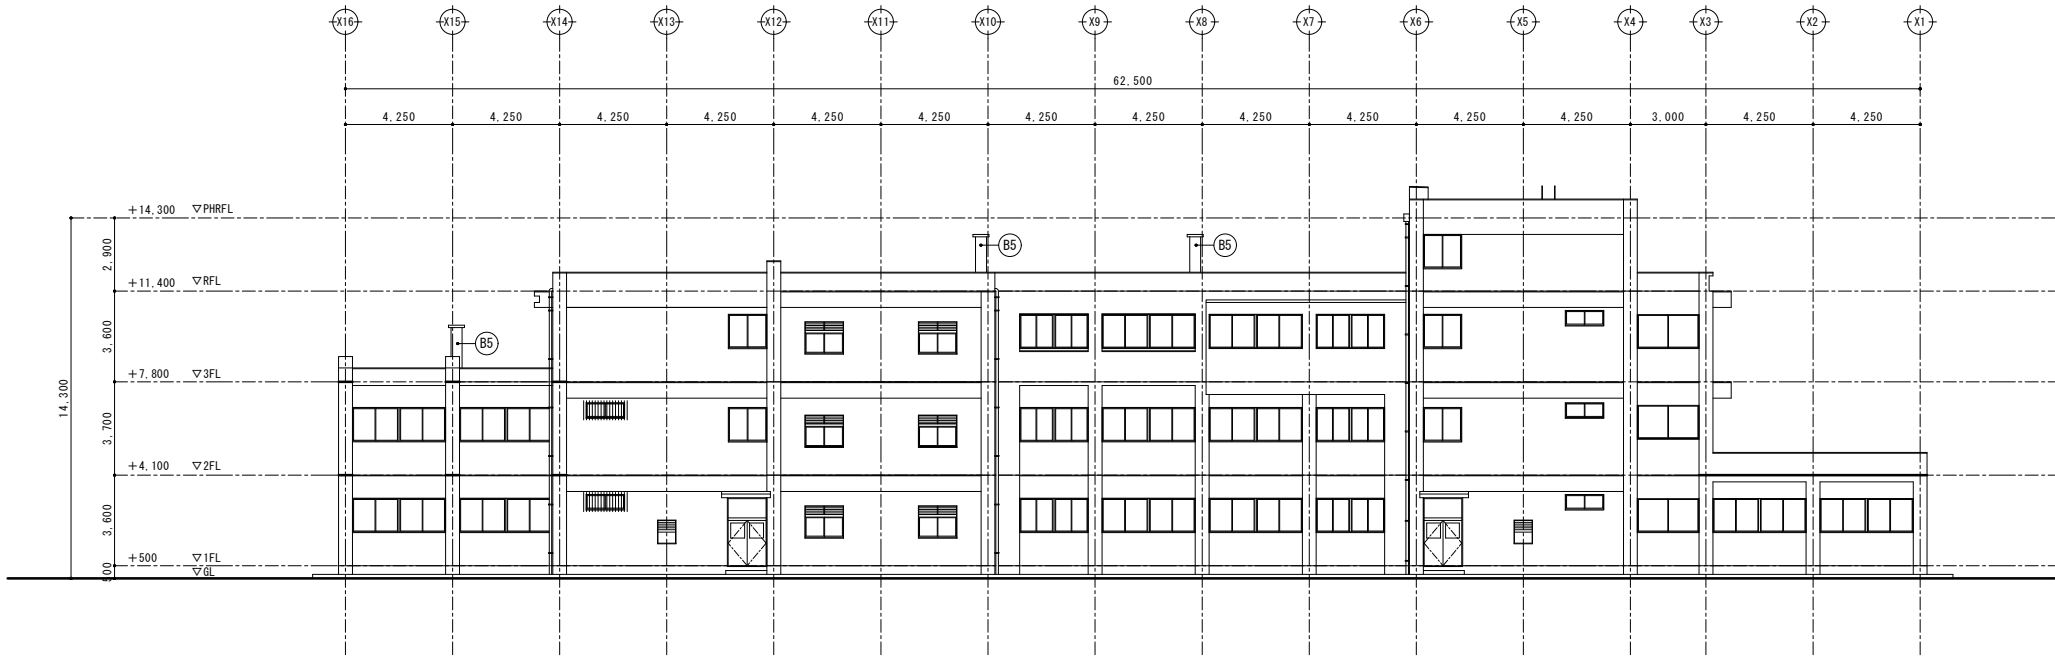 X16 X15 X14 X13 X12 X11 X10 X9 X8 X7 X6 X5 X4 X3 X2 X1
62,500
4,250 4,250 4,250 4,250 4,250 4,250 4,250 4,250 4,250 4,250 4,250 4,250 3,000 4,250 4,250
+14,300 ▽PHRFL
2,900
B5 B5
+11,400 ▽RFL
3,600
B5
+7,800 ▽3FL
14,300
3,700
+4,100 ▽2FL
3,600
+500 ▽1FL
500 ▽GL